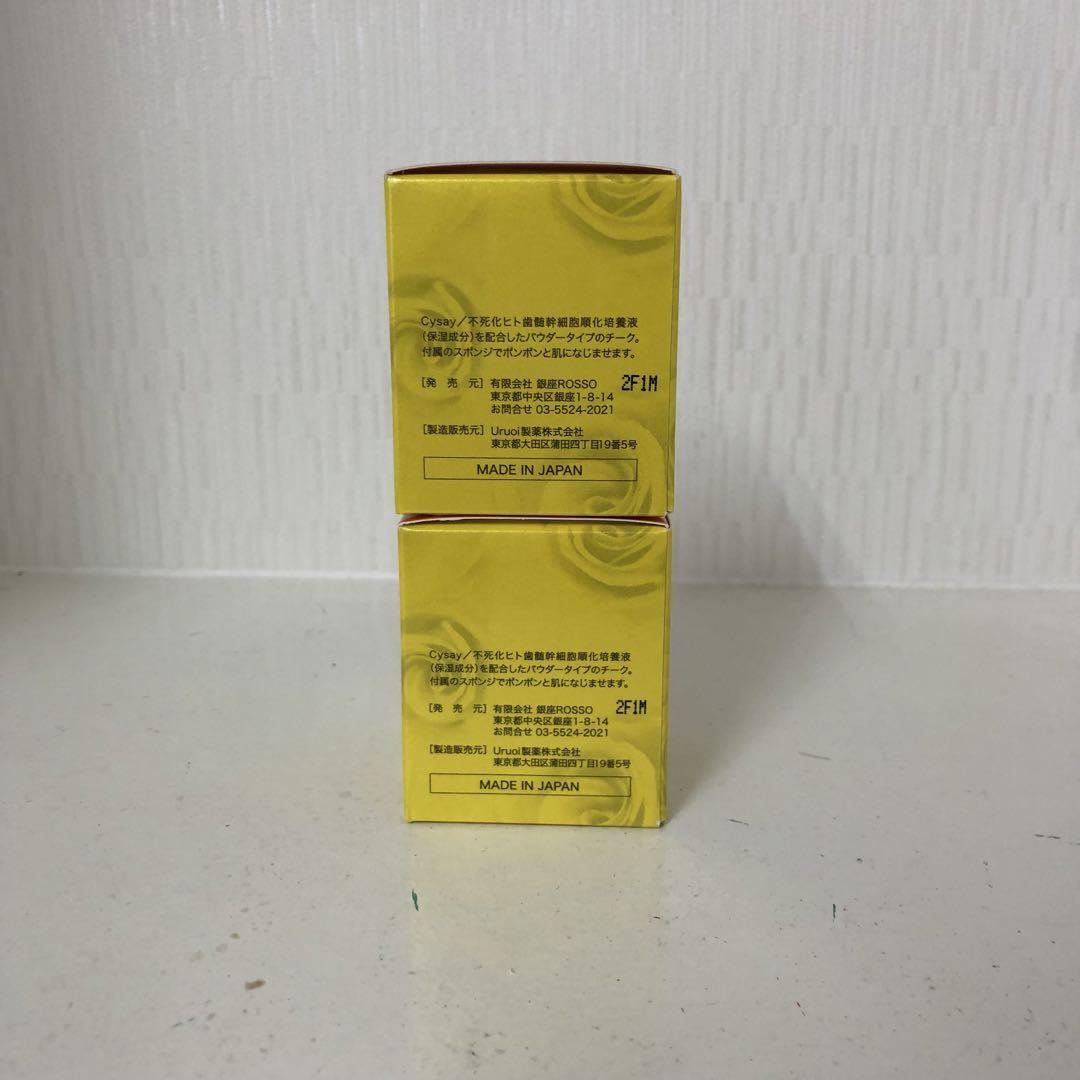 Cysay／不死化ヒト歯髄幹細胞順化培養液
(保湿成分)を配合したパウダータイプのチーク。
付属のスポンジでポンポンと肌になじませます。
[発 売 元] 有限会社 銀座ROSSO 2F1M
東京都中央区銀座1-8-14
お問合せ 03-5524-2021
[製造販売元] Uruoi製薬株式会社
東京都大田区蒲田四丁目19番5号
MADE IN JAPAN
Cysay／不死化ヒト歯髄幹細胞順化培養液
(保湿成分)を配合したパウダータイプのチーク。
付属のスポンジでポンポンと肌になじませます。
[発 売 元] 有限会社 銀座ROSSO 2F1M
東京都中央区銀座1-8-14
お問合せ 03-5524-2021
[製造販売元] Uruoi製薬株式会社
東京都大田区蒲田四丁目19番5号
MADE IN JAPAN